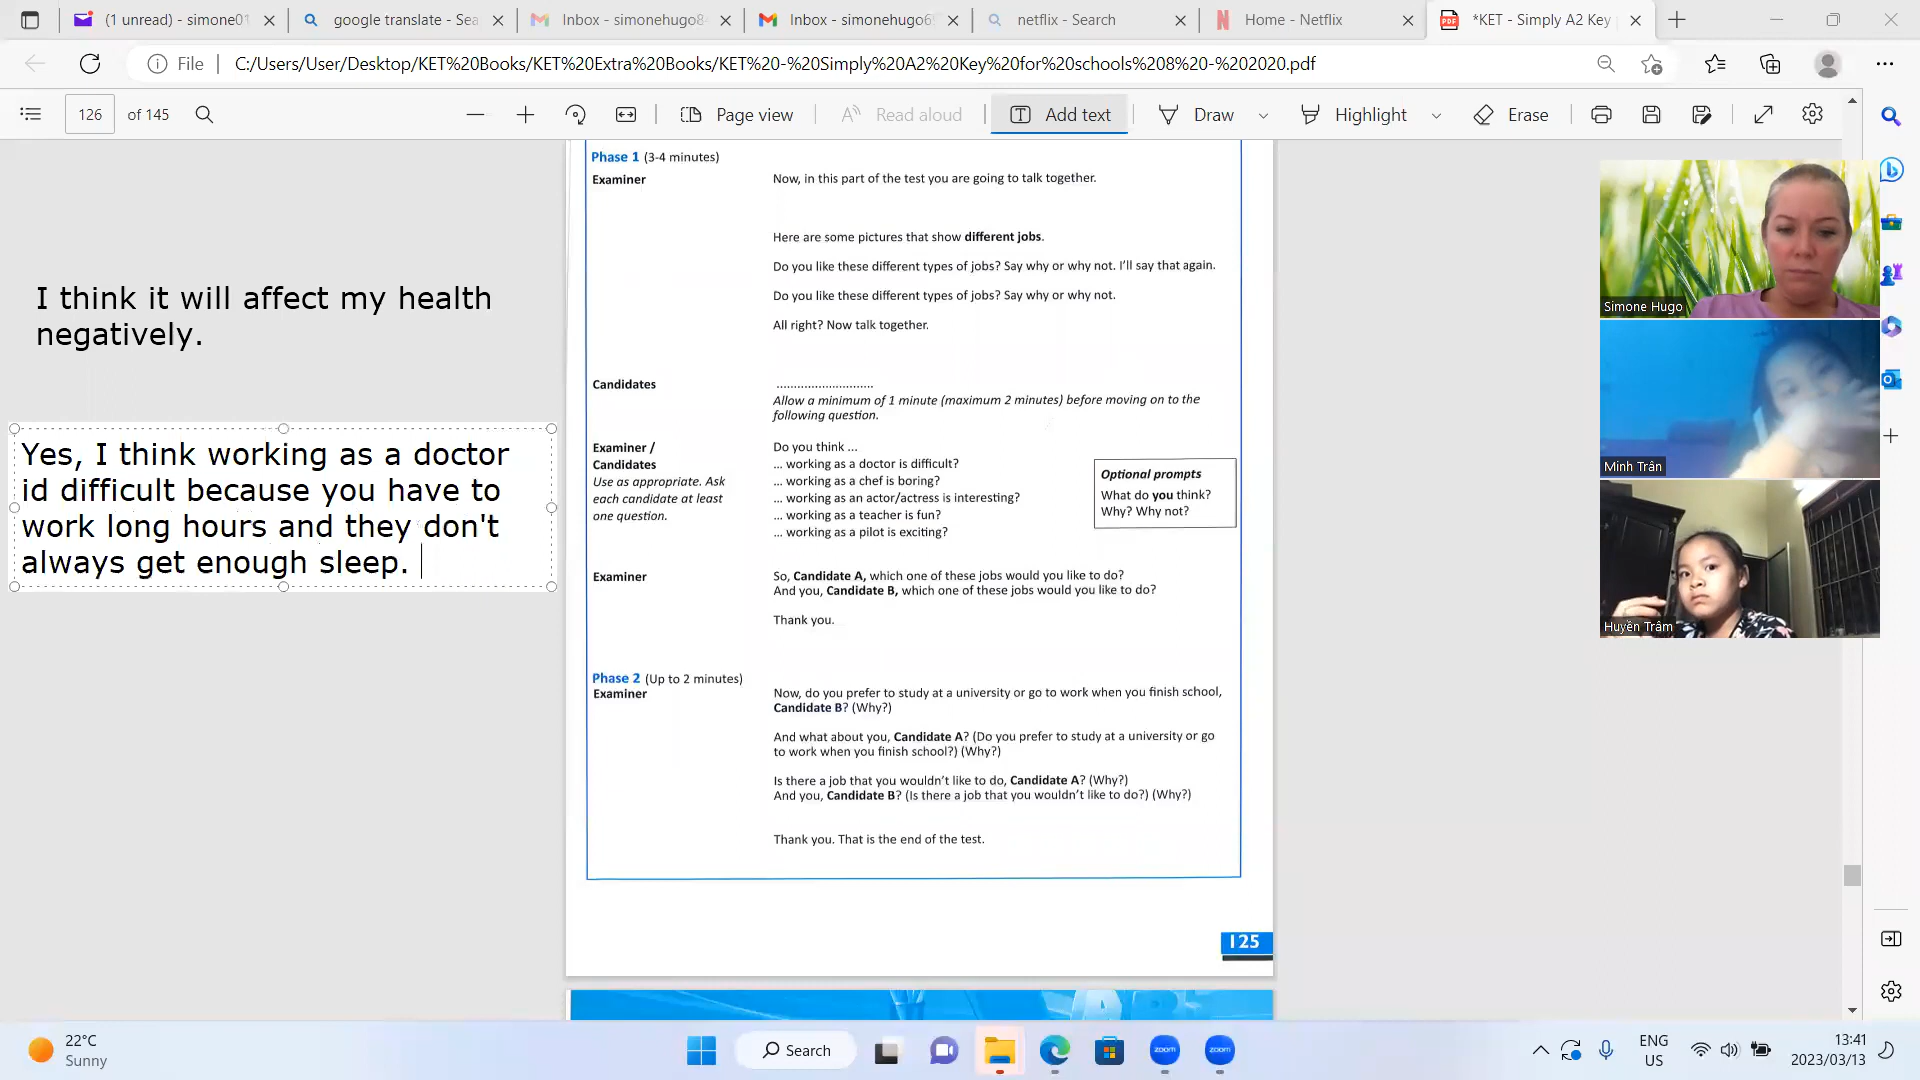 (1 unread) - simone01
google translate - Sea
Inbox - simonehugo8
Inbox - simonehugo6
netflix - Search
Home - Netflix
*KET - Simply A2 Key
File
C:/Users/User/Desktop/KET%20Books/KET%20Extra%20Books/KET%20-%20Simply%20A2%20Key%20for%20schools%208%20-%202020.pdf
126 of 145
Page view
Read aloud
Add text
Draw
Highlight
Erase
Phase 1 (3-4 minutes)
Examiner
Now, in this part of the test you are going to talk together.
Here are some pictures that show different jobs.
Do you like these different types of jobs? Say why or why not. I'll say that again.
Do you like these different types of jobs? Say why or why not.
All right? Now talk together.
Candidates
............................
Allow a minimum of 1 minute (maximum 2 minutes) before moving on to the
following question.
Examiner /
Candidates
Use as appropriate. Ask
each candidate at least
one question.
Do you think ...
... working as a doctor is difficult?
... working as a chef is boring?
... working as an actor/actress is interesting?
... working as a teacher is fun?
... working as a pilot is exciting?
Optional prompts
What do you think?
Why? Why not?
Examiner
So, Candidate A, which one of these jobs would you like to do?
And you, Candidate B, which one of these jobs would you like to do?
Thank you.
Phase 2 (Up to 2 minutes)
Examiner
Now, do you prefer to study at a university or go to work when you finish school,
Candidate B? (Why?)
And what about you, Candidate A? (Do you prefer to study at a university or go
to work when you finish school?) (Why?)
Is there a job that you wouldn't like to do, Candidate A? (Why?)
And you, Candidate B? (Is there a job that you wouldn't like to do?) (Why?)
Thank you. That is the end of the test.
125
I think it will affect my health
negatively.
Yes, I think working as a doctor
id difficult because you have to
work long hours and they don't
always get enough sleep.
Simone Hugo
Minh Trân
Huyền Trâm
22°C
Sunny
Search
zoom
zoom
ENG
US
13:41
2023/03/13